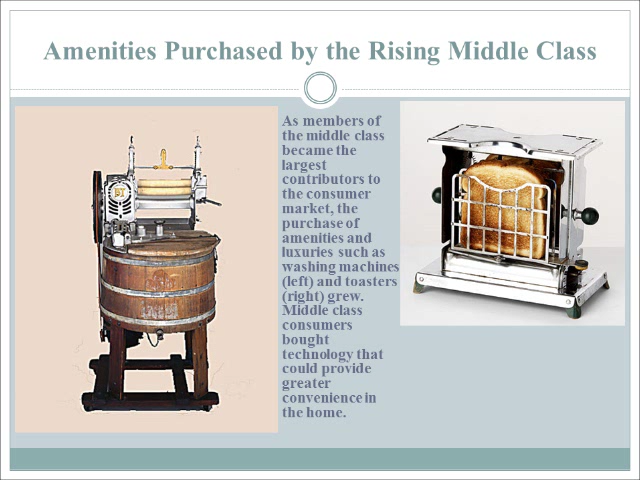 Amenities Purchased by the Rising Middle Class
As members of
the middle class
became the
largest
contributors to
the consumer
market, the
purchase of
amenities and
luxuries such as
washing machines
(left) and toasters
(right) grew.
Middle class
consumers
bought
technology that
could provide
greater
convenience in
the home.